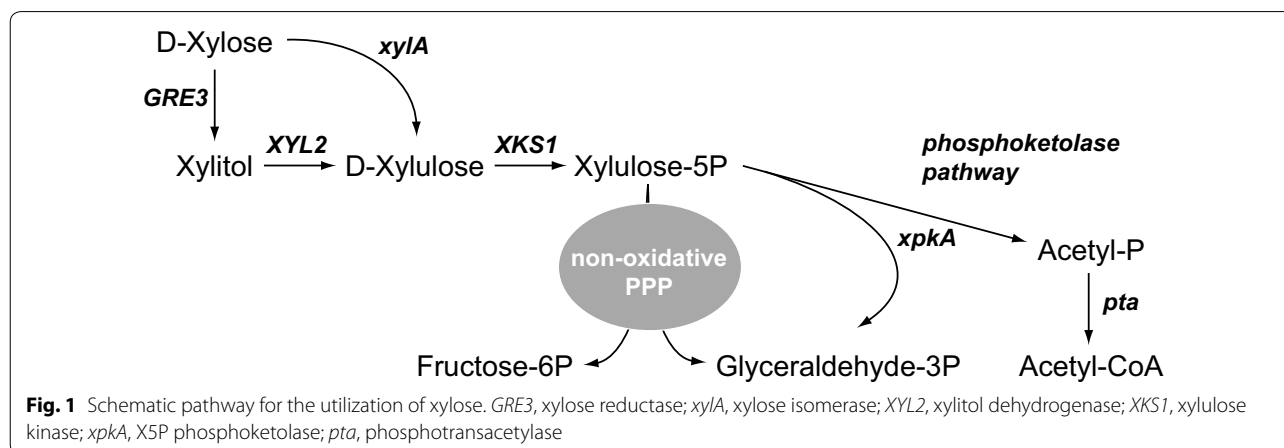 D-Xylose
xylA
GRE3
Xylitol
XYL2
D-Xylulose
XKS1
Xylulose-5P
phosphoketolase
pathway
non-oxidative
PPP
xpkA
Acetyl-P
pta
Fructose-6P
Glyceraldehyde-3P
Acetyl-CoA
Fig. 1 Schematic pathway for the utilization of xylose. GRE3, xylose reductase; xylA, xylose isomerase; XYL2, xylitol dehydrogenase; XKS1, xylulose
kinase; xpkA, X5P phosphoketolase; pta, phosphotransacetylase